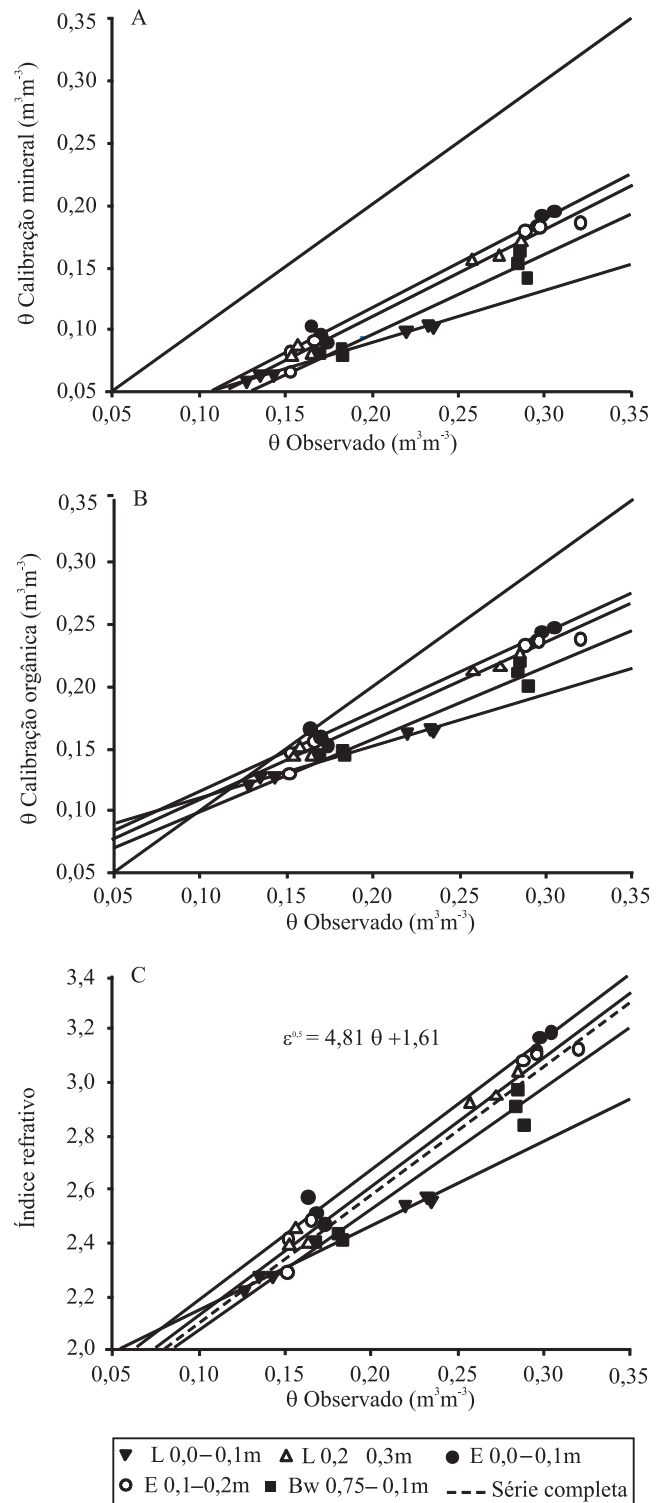 A
θ Calibração mineral (m³m⁻³)
0,35
0,30
0,25
0,20
0,15
0,10
0,05
0,05 0,10 0,15 0,20 0,25 0,30 0,35
θ Observado (m³m⁻³)
B
θ Calibração orgânica (m³m⁻³)
0,35
0,30
0,25
0,20
0,15
0,10
0,05
0,05 0,10 0,15 0,20 0,25 0,30 0,35
θ Observado (m³m⁻³)
C
Índice refrativo
3,4
3,2
3,0
2,8
2,6
2,4
2,2
2,0
ε⁰,⁵ = 4,81 θ +1,61
0,05 0,10 0,15 0,20 0,25 0,30 0,35
θ Observado (m³m⁻³)
L 0,0–0,1m L 0,2 0,3m E 0,0–0,1m
E 0,1–0,2m Bw 0,75–0,1m Série completa